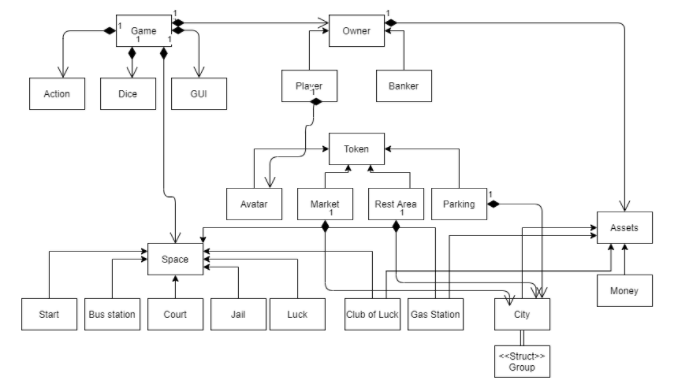 1
1
Game
Owner
1
1
1
1
Action
Dice
GUI
Player
Banker
1
Token
Avatar
Market
Rest Area
Parking
1
1
1
Assets
Space
Money
Start
Bus station
Court
Jail
Luck
Club of Luck
Gas Station
City
<<Struct>>
Group